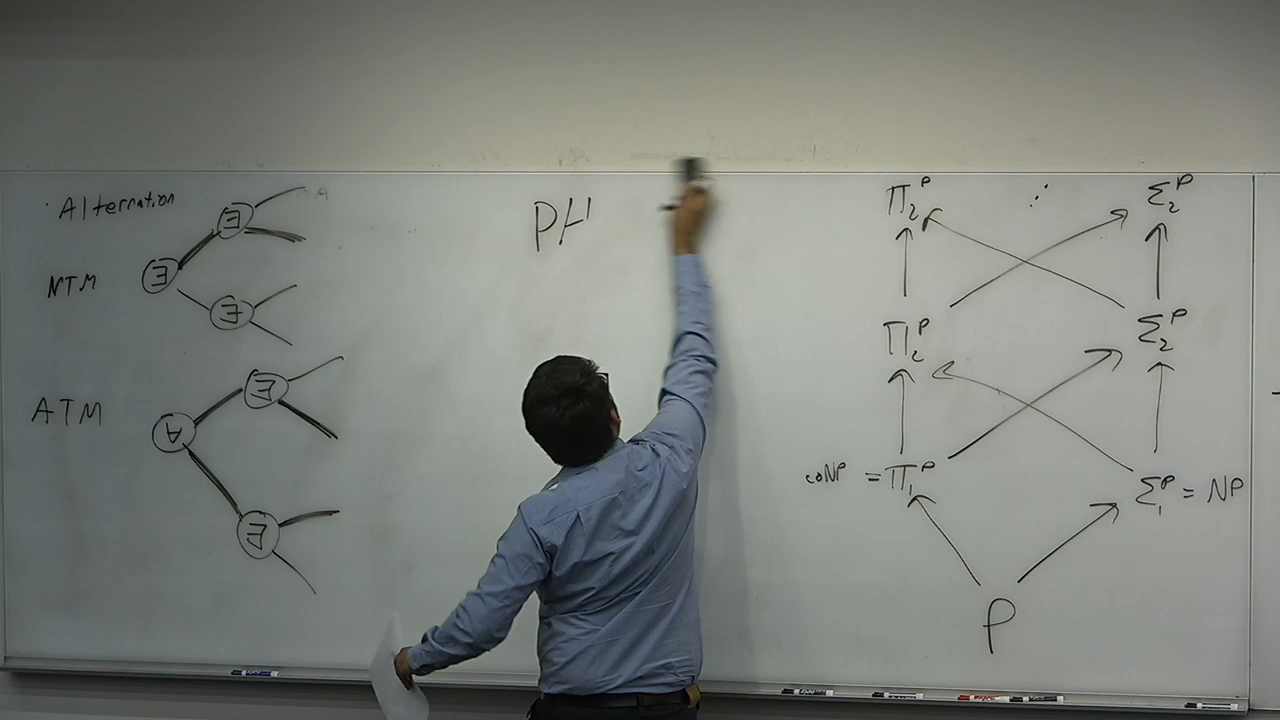 Alternation
∃
NTM ∃
∃
∃
ATM ∀
∃
PH
Π₂ᴾ ⋰ Σ₂ᴾ
Π₂ᴾ Σ₂ᴾ
coNP = Π₁ᴾ Σ₁ᴾ = NP
P